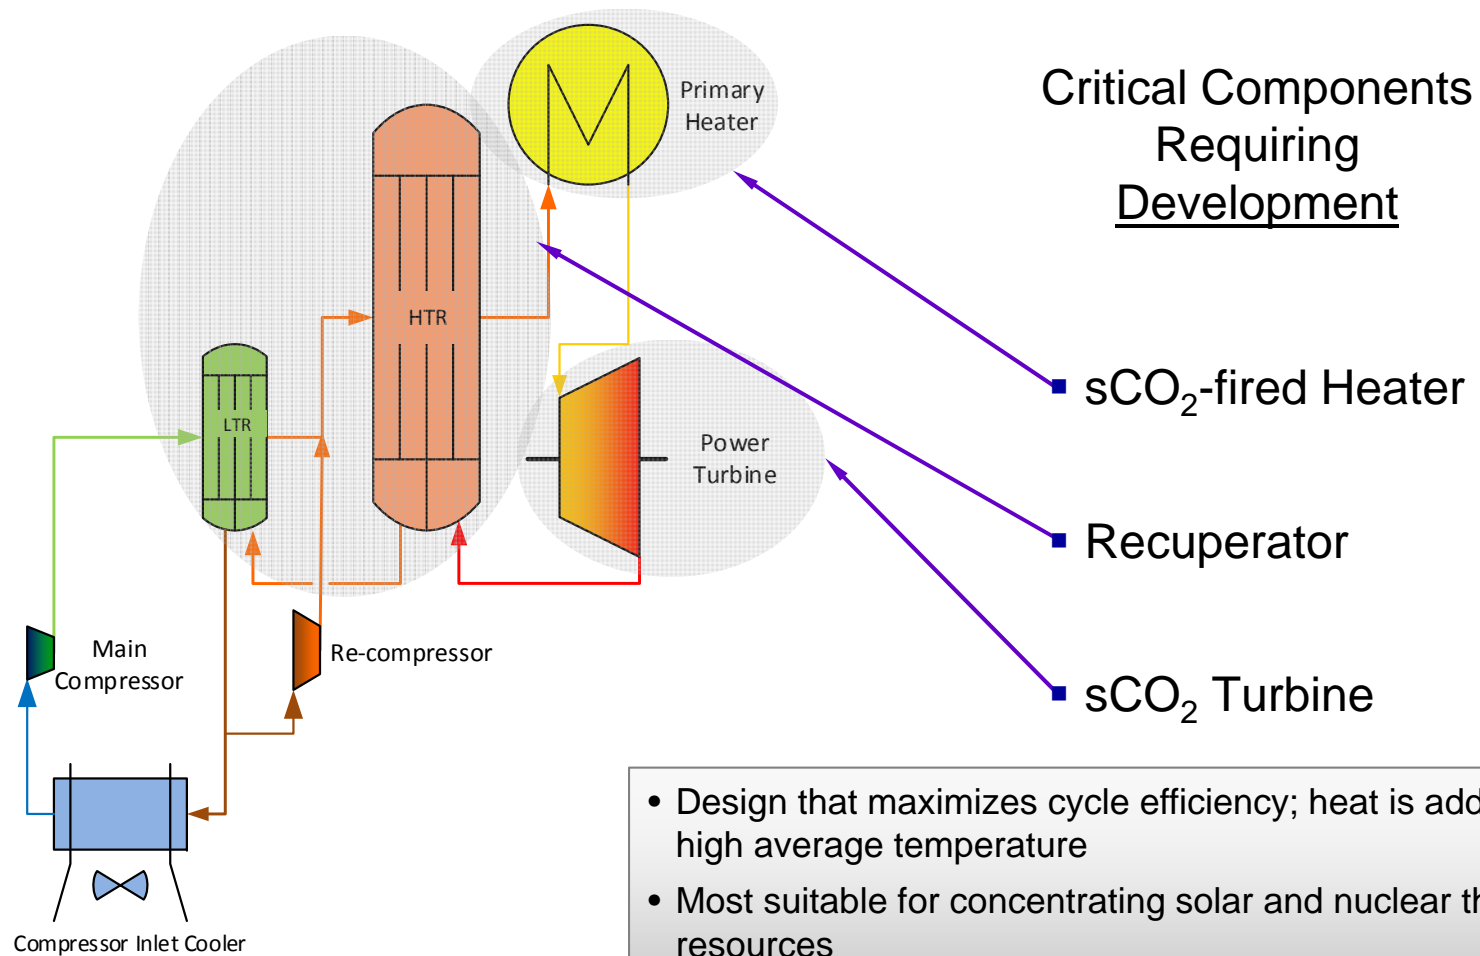 Critical Components
Requiring
Development
Primary
Heater
HTR
LTR
Power
Turbine
Main
Compressor
Re-compressor
Compressor Inlet Cooler
▪ sCO₂-fired Heater
▪ Recuperator
▪ sCO₂ Turbine
• Design that maximizes cycle efficiency; heat is add
high average temperature
• Most suitable for concentrating solar and nuclear th
resources